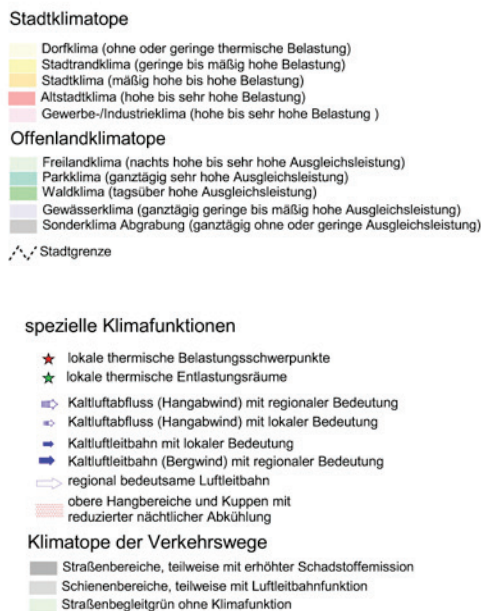 Stadtklimatope
Dorfklima (ohne oder geringe thermische Belastung)
Stadtrandklima (geringe bis mäßig hohe Belastung)
Stadtklima (mäßig hohe bis hohe Belastung)
Altstadtklima (hohe bis sehr hohe Belastung)
Gewerbe-/Industrieklima (hohe bis sehr hohe Belastung )
Offenlandklimatope
Freilandklima (nachts hohe bis sehr hohe Ausgleichsleistung)
Parkklima (ganztägig sehr hohe Ausgleichsleistung)
Waldklima (tagsüber hohe Ausgleichsleistung)
Gewässerklima (ganztägig geringe bis mäßig hohe Ausgleichsleistung)
Sonderklima Abgrabung (ganztägig ohne oder geringe Ausgleichsleistung)
Stadtgrenze
spezielle Klimafunktionen
lokale thermische Belastungsschwerpunkte
lokale thermische Entlastungsräume
Kaltluftabfluss (Hangabwind) mit regionaler Bedeutung
Kaltluftabfluss (Hangabwind) mit lokaler Bedeutung
Kaltluftleitbahn mit lokaler Bedeutung
Kaltluftleitbahn (Bergwind) mit regionaler Bedeutung
regional bedeutsame Luftleitbahn
obere Hangbereiche und Kuppen mit
reduzierter nächtlicher Abkühlung
Klimatope der Verkehrswege
Straßenbereiche, teilweise mit erhöhter Schadstoffemission
Schienenbereiche, teilweise mit Luftleitbahnfunktion
Straßenbegleitgrün ohne Klimafunktion